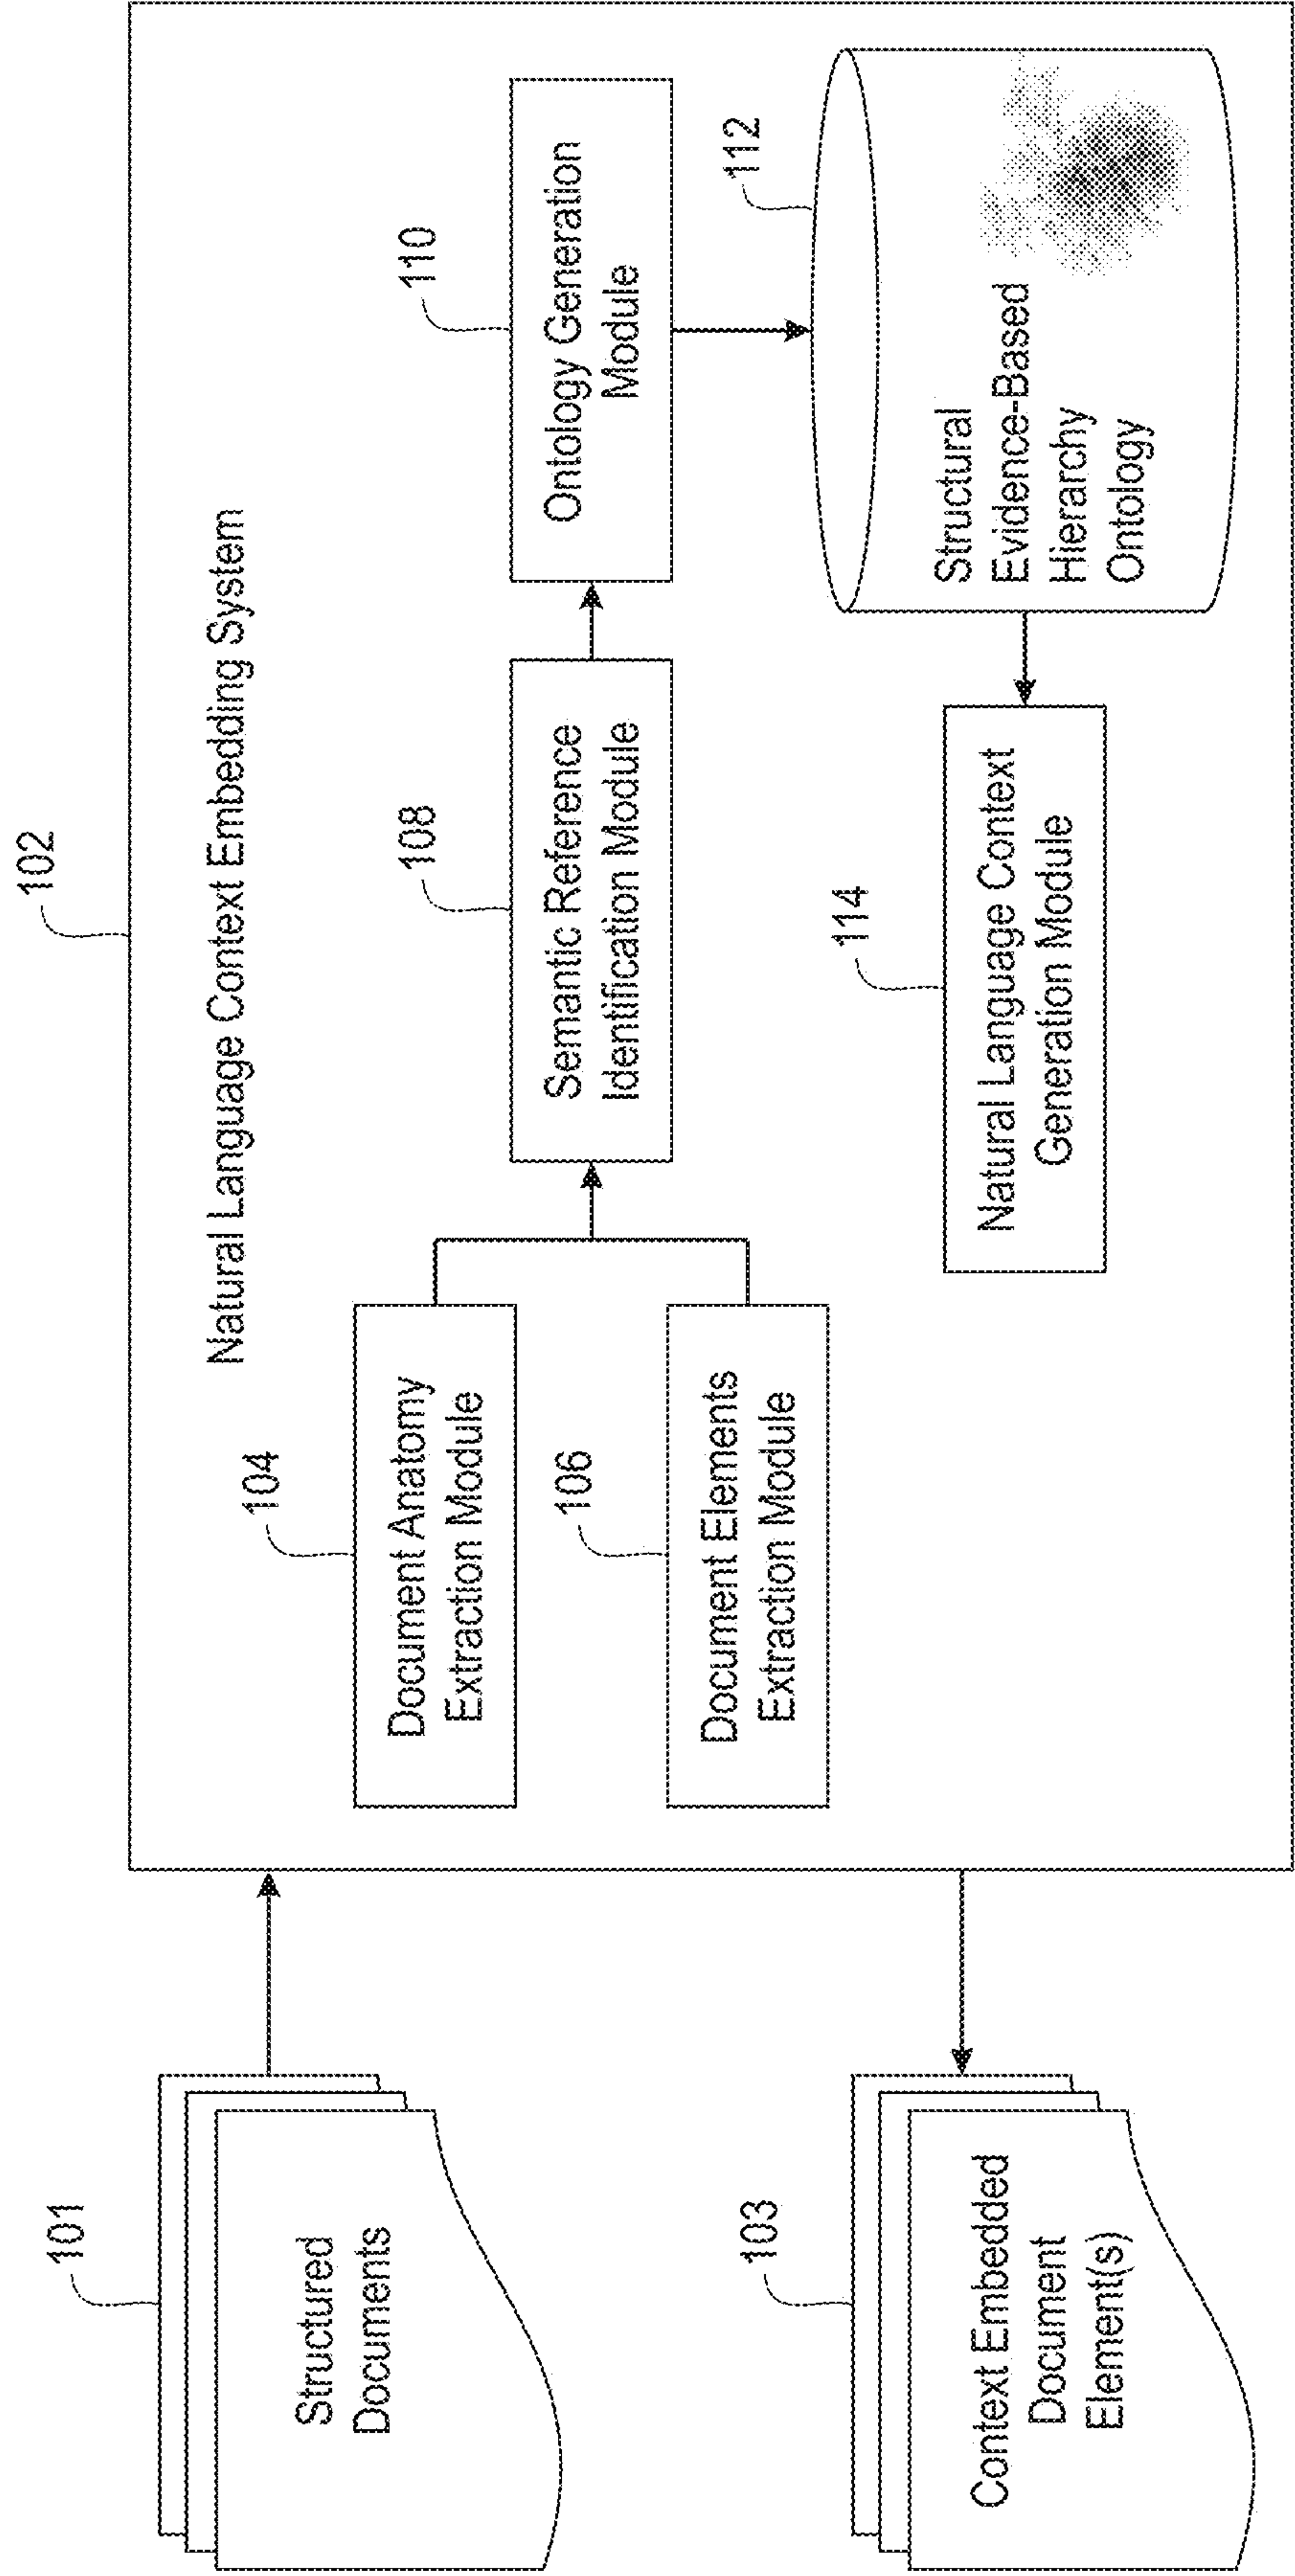 102
Natural Language Context Embedding System
101
Structured
Documents
104
Document Anatomy
Extraction Module
106
Document Elements
Extraction Module
108
Semantic Reference
Identification Module
110
Ontology Generation
Module
112
Structural
Evidence-Based
Hierarchy
Ontology
114
Natural Language Context
Generation Module
103
Context Embedded
Document
Element(s)